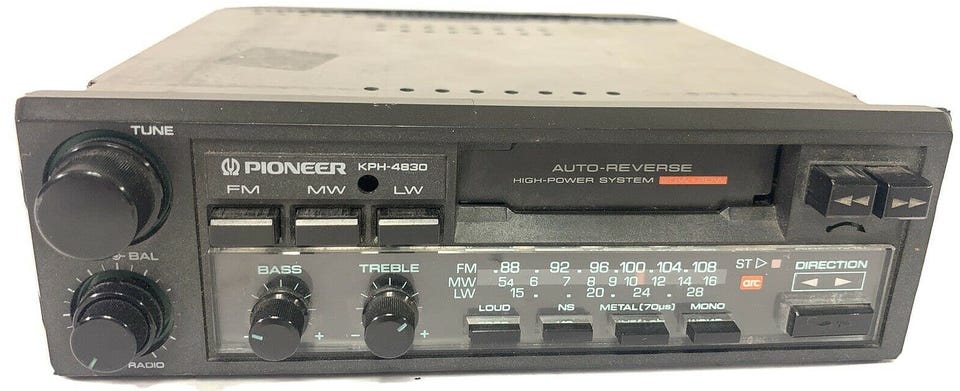 TUNE
PIONEER KPH-4830
FM MW LW
AUTO-REVERSE
HIGH-POWER SYSTEM
BAL
BASS TREBLE
FM .88 . 92 . 96 .100 .104 .108
MW 54 6 7 8 9 10 12 14 16
LW 15 . . 20 . 24 . 28
ST
arc
DIRECTION
LOUD NS METAL(70μs) MONO
RADIO